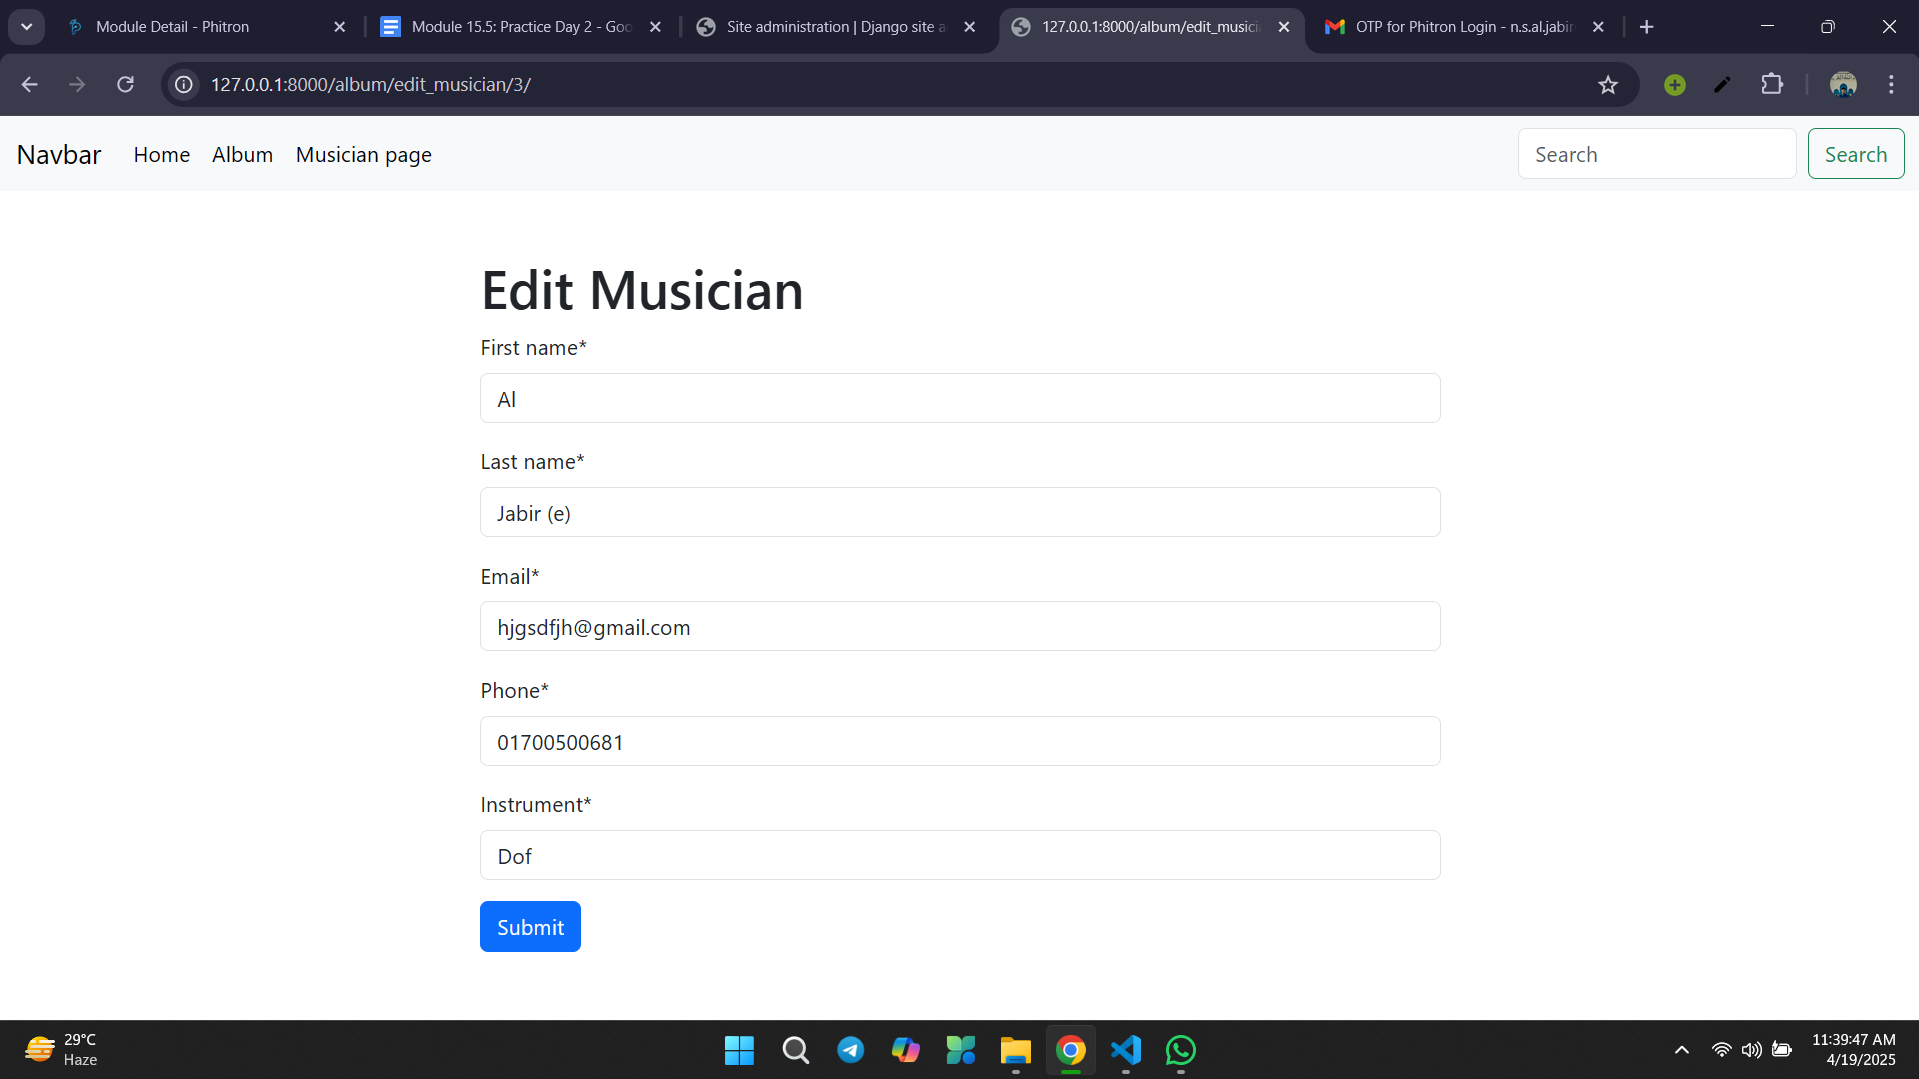 Module Detail - Phitron
Module 15.5: Practice Day 2 - Goo
Site administration | Django site a
127.0.0.1:8000/album/edit_musicia
OTP for Phitron Login - n.s.al.jabir
127.0.0.1:8000/album/edit_musician/3/
Navbar Home Album Musician page Search Search
Edit Musician
First name*
Al
Last name*
Jabir (e)
Email*
hjgsdfjh@gmail.com
Phone*
01700500681
Instrument*
Dof
Submit
29°C
Haze
11:39:47 AM
4/19/2025